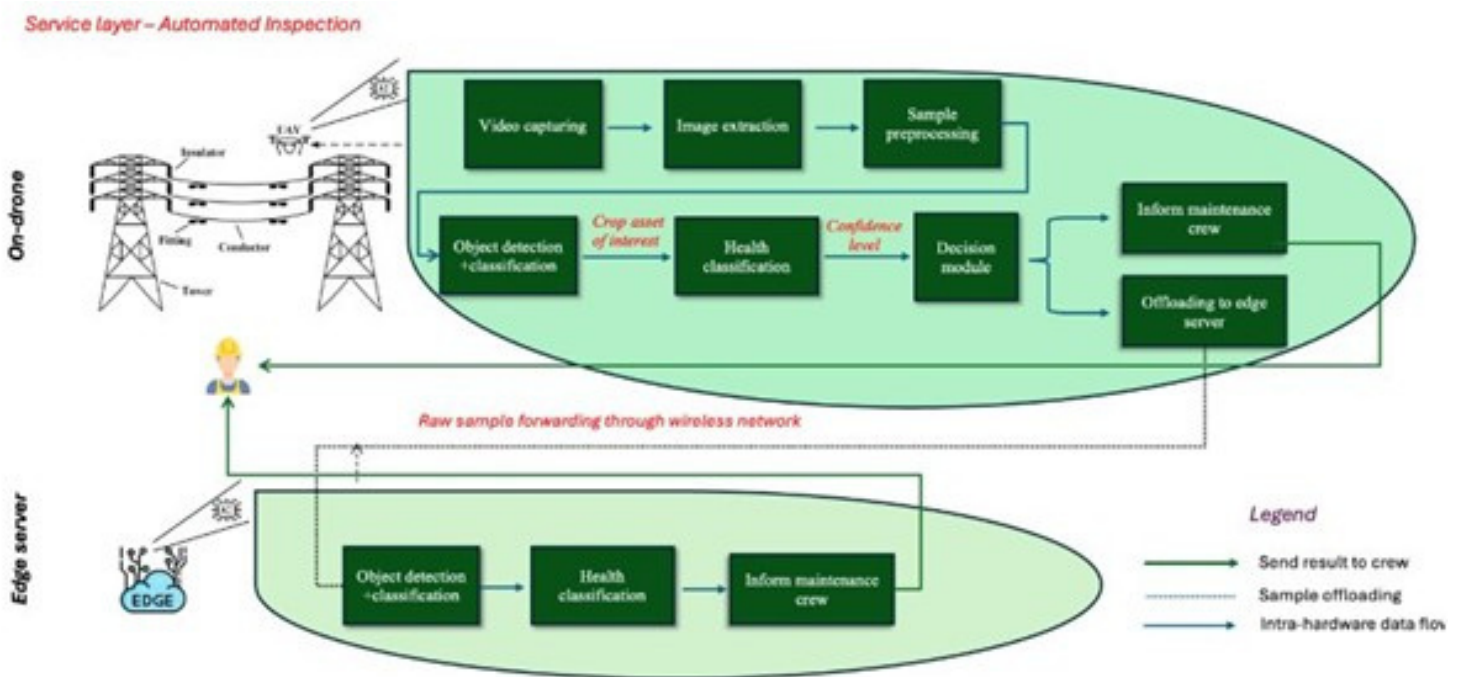 Service layer – Automated Inspection
On-drone
UAV
Insulator
Fitting
Conductor
Tower
Video capturing
Image extraction
Sample
preprocessing
Object detection
+classification
Crop asset
of interest
Health
classification
Confidence
level
Decision
module
Inform maintenance
crew
Offloading to edge
server
Raw sample forwarding through wireless network
Edge server
EDGE
Object detection
+classification
Health
classification
Inform maintenance
crew
Legend
Send result to crew
Sample offloading
Intra-hardware data flow